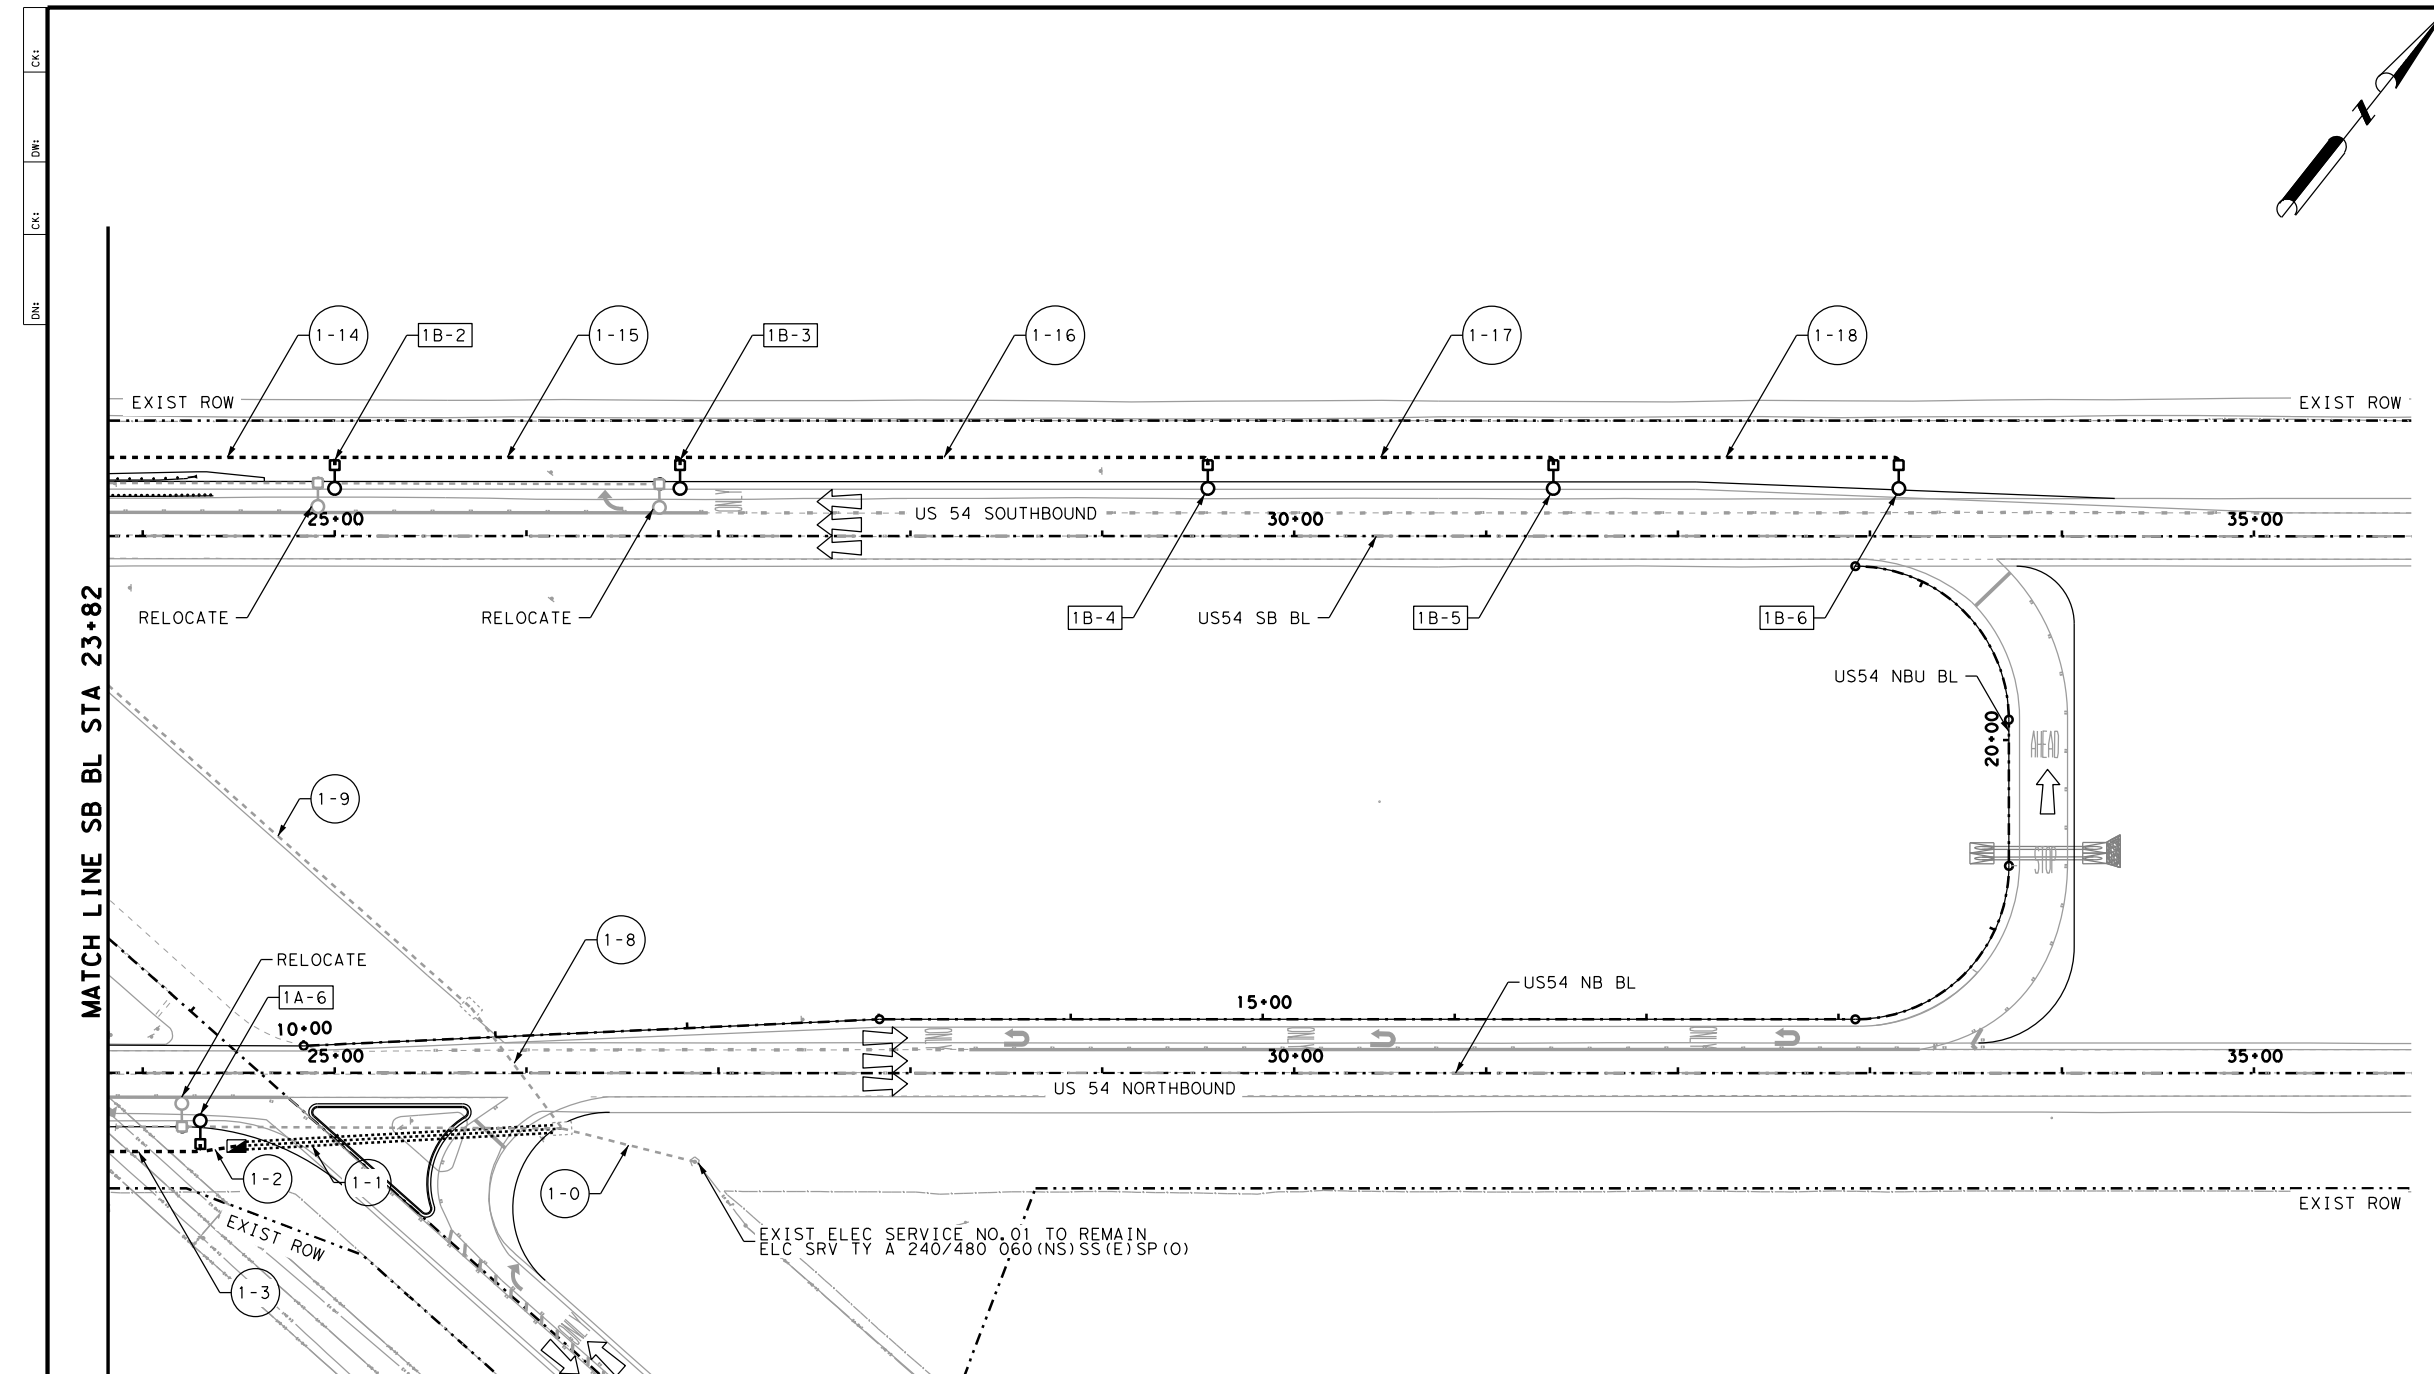 CK:
DW:
CK:
DN:
N
1-14
1B-2
1-15
1B-3
1-16
1-17
1-18
EXIST ROW
EXIST ROW
ONLY
25+00
US 54 SOUTHBOUND
30+00
35+00
RELOCATE
RELOCATE
1B-4
US54 SB BL
1B-5
1B-6
MATCH LINE SB BL STA 23+82
US54 NBU BL
20+00
AHEAD
STOP
1-9
1-8
RELOCATE
1A-6
US54 NB BL
15+00
10+00
ONLY
ONLY
ONLY
25+00
30+00
35+00
US 54 NORTHBOUND
1-2
1-1
1-0
EXIST ROW
EXIST ROW
EXIST ELEC SERVICE NO.01 TO REMAIN
ELC SRV TY A 240/480 060(NS)SS(E)SP(O)
1-3
ONLY